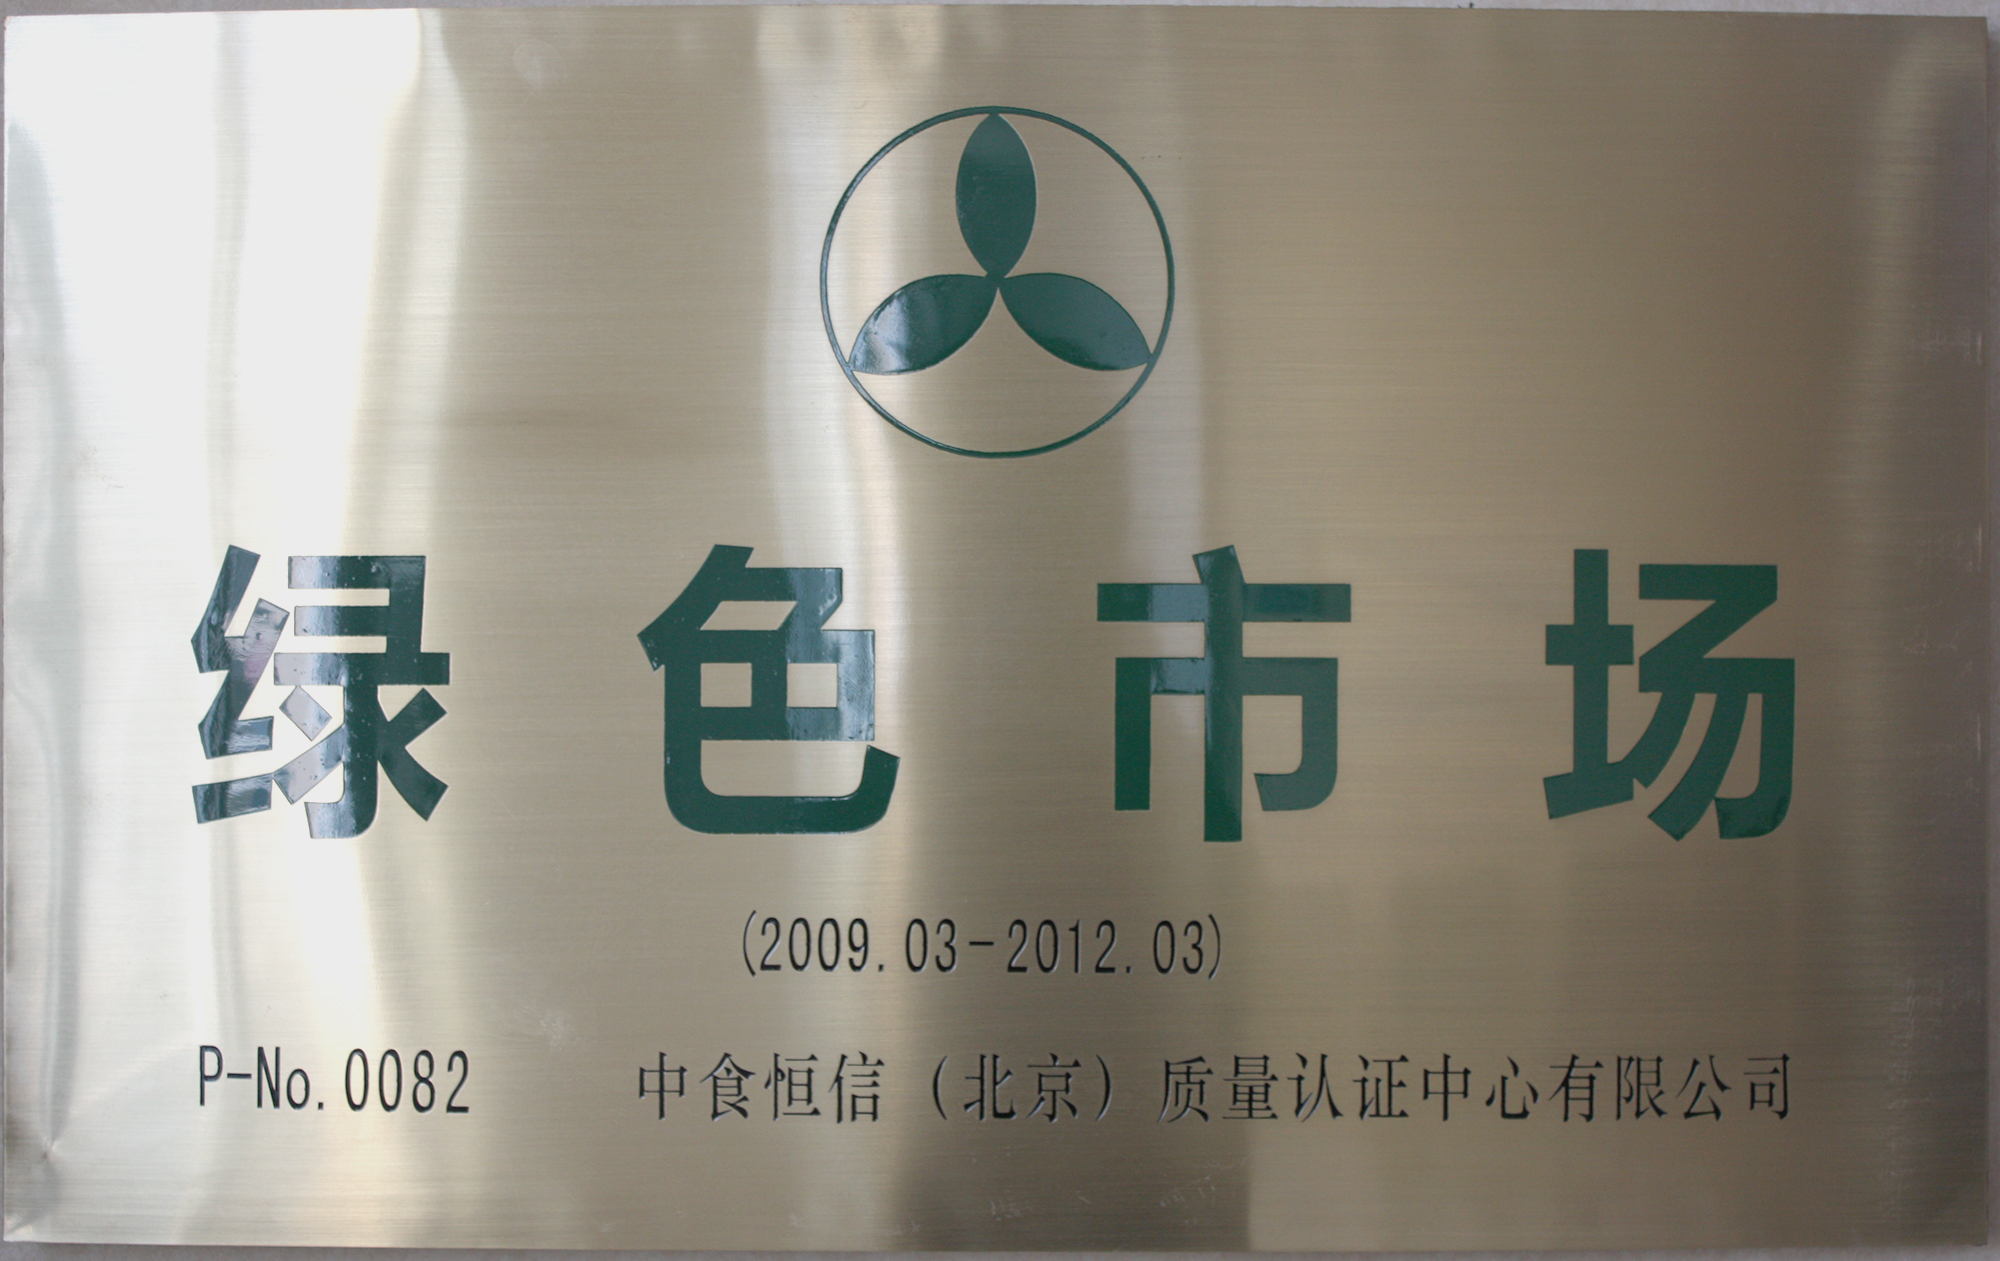 绿色市场
(2009.03-2012.03)
P-No.0082 中食恒信（北京）质量认证中心有限公司